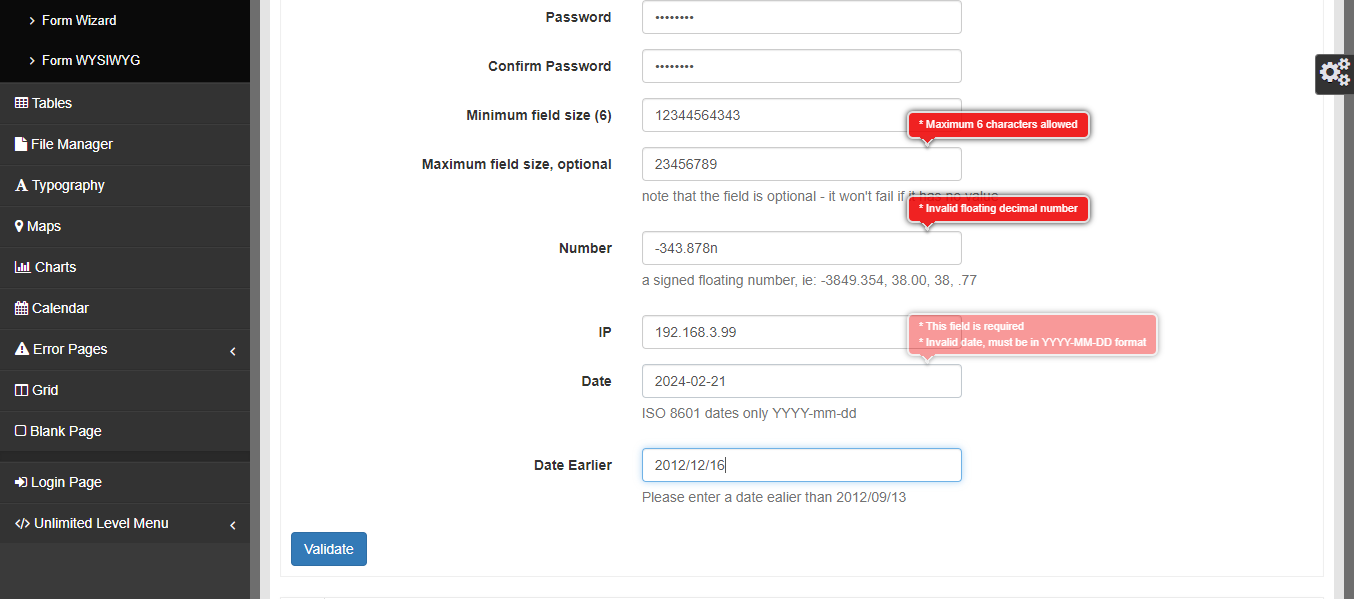 Form Wizard
Form WYSIWYG
Tables
File Manager
Typography
Maps
Charts
Calendar
Error Pages
Grid
Blank Page
Login Page
Unlimited Level Menu
Password
••••••••
Confirm Password
••••••••
Minimum field size (6)
12344564343
* Maximum 6 characters allowed
Maximum field size, optional
23456789
note that the field is optional - it won't fail if it has no value
* Invalid floating decimal number
Number
-343.878n
a signed floating number, ie: -3849.354, 38.00, 38, .77
IP
192.168.3.99
* This field is required
* Invalid date, must be in YYYY-MM-DD format
Date
2024-02-21
ISO 8601 dates only YYYY-mm-dd
Date Earlier
2012/12/16
Please enter a date ealier than 2012/09/13
Validate